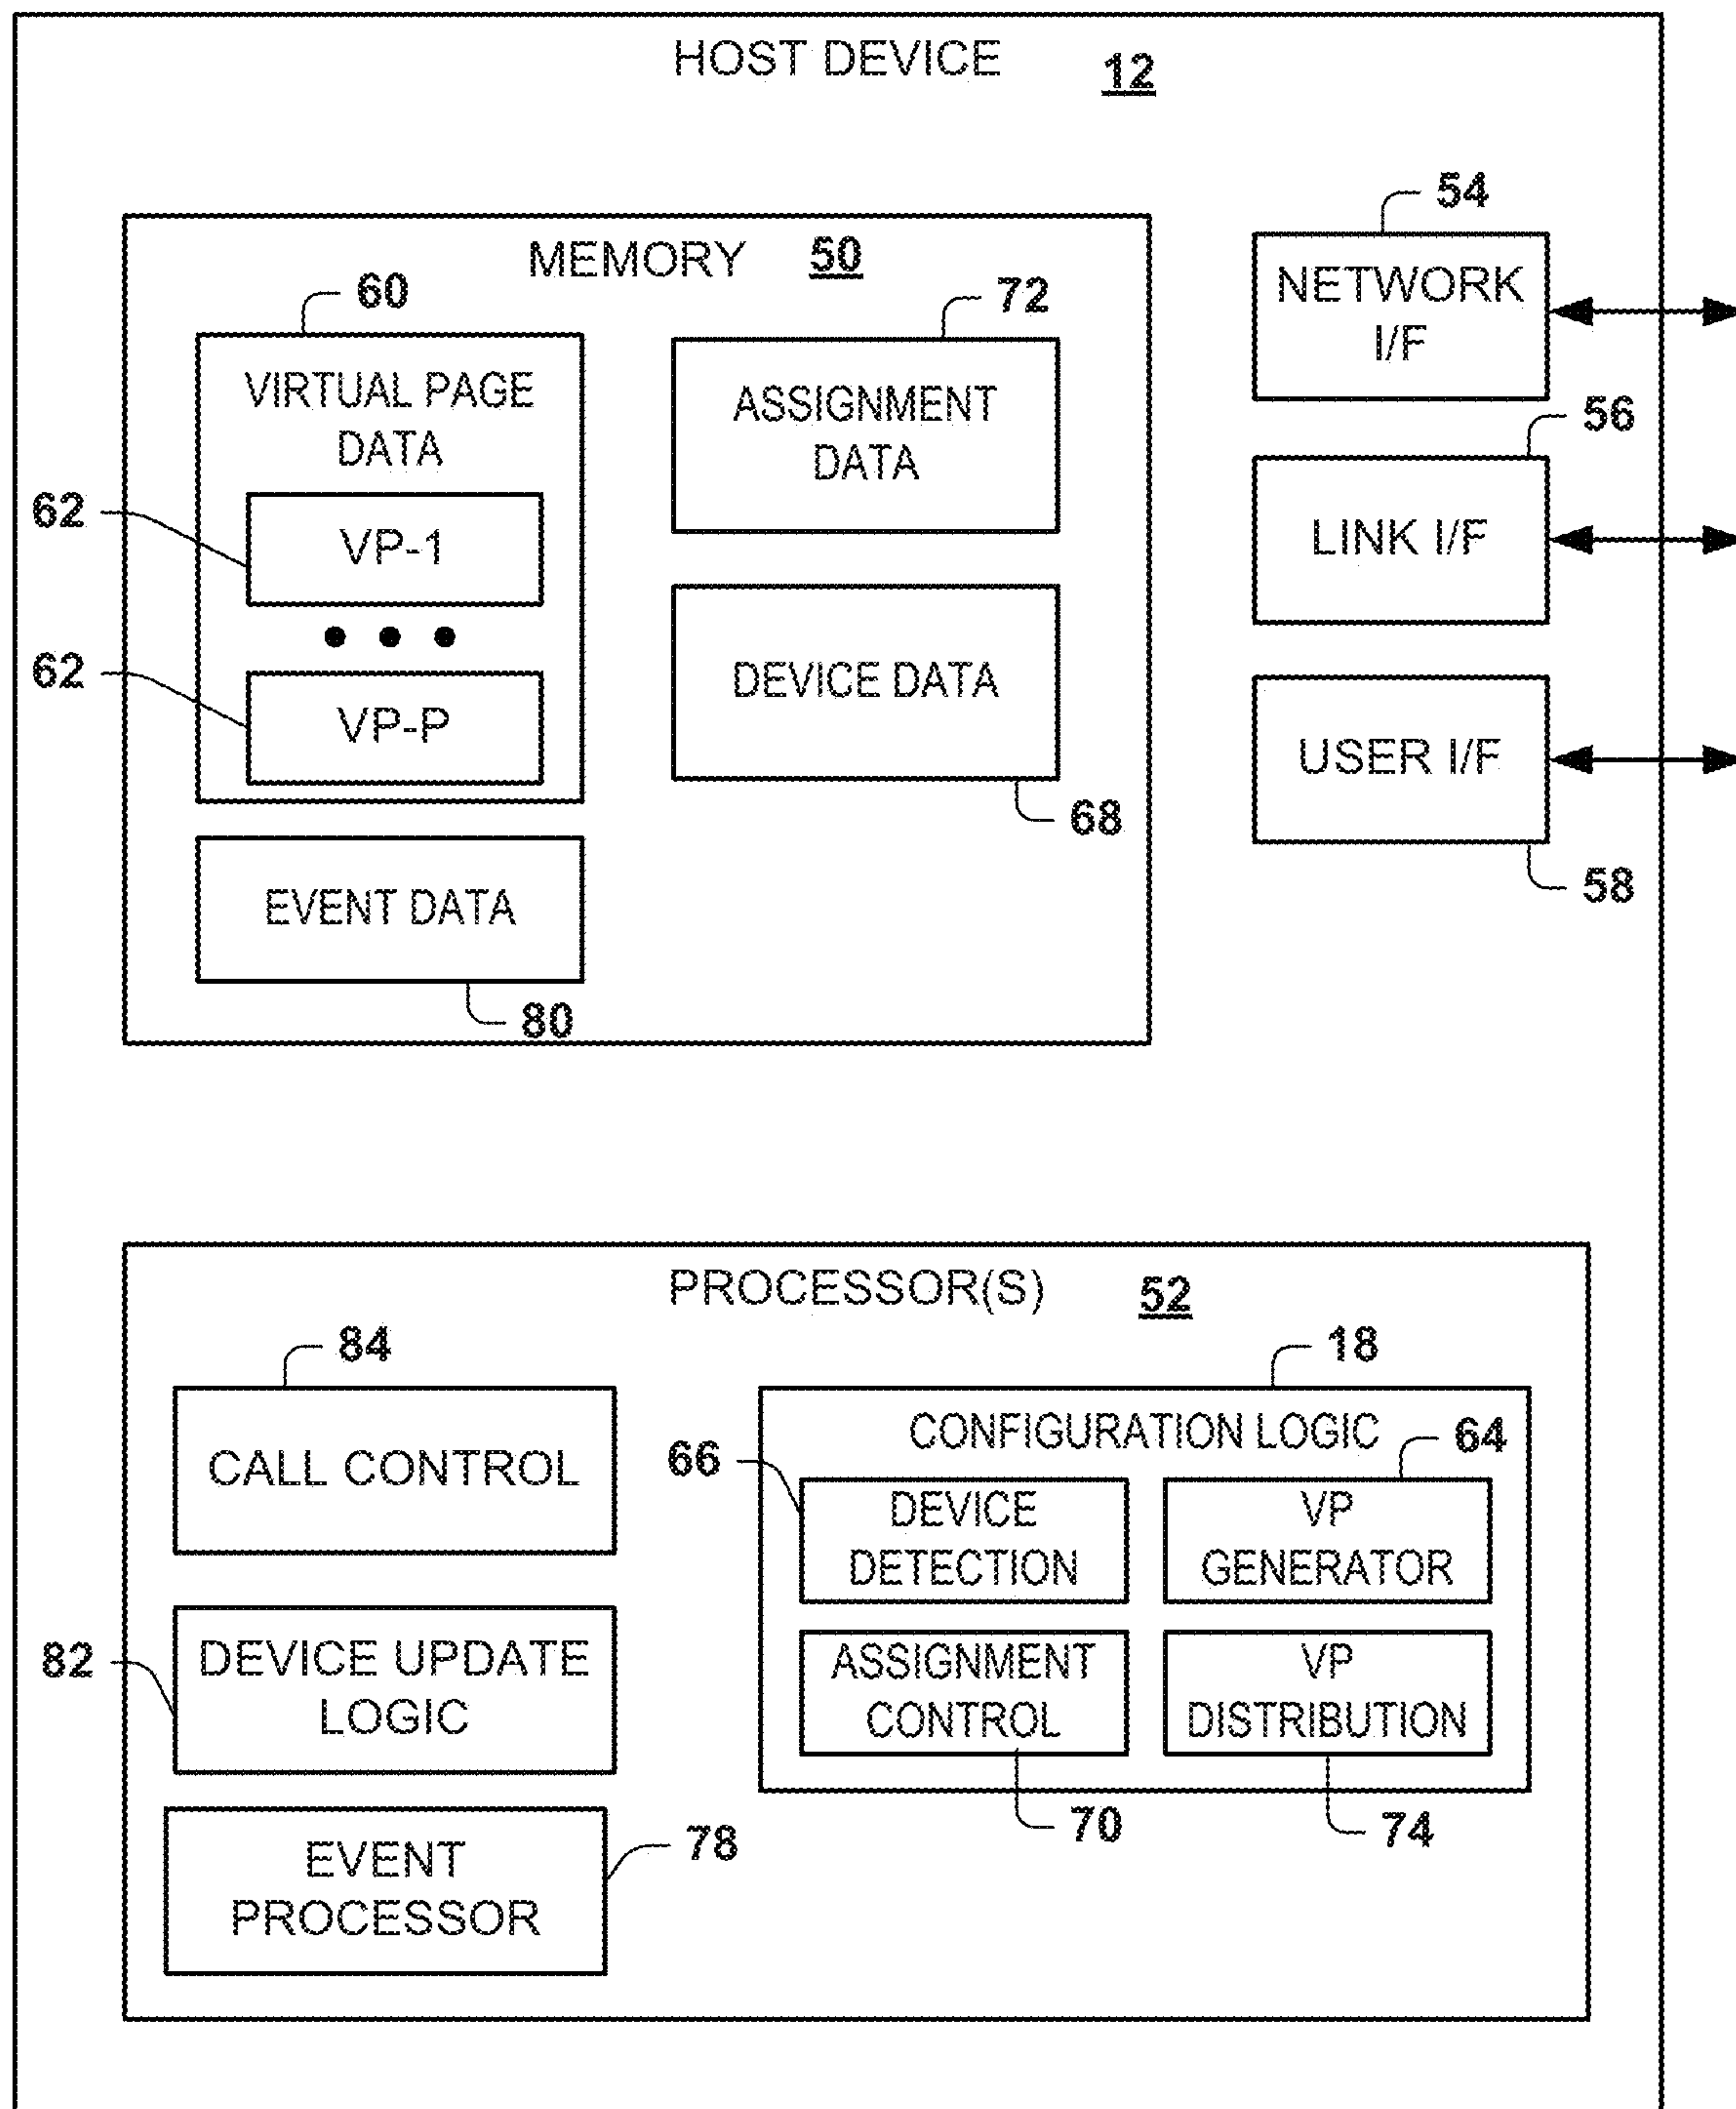 HOST DEVICE 12
MEMORY 50
60
VIRTUAL PAGE
DATA
62
VP-1
62
VP-P
72
ASSIGNMENT
DATA
DEVICE DATA
68
EVENT DATA
80
54
NETWORK
I/F
56
LINK I/F
USER I/F
58
PROCESSOR(S) 52
84
CALL CONTROL
82
DEVICE UPDATE
LOGIC
EVENT
PROCESSOR
78
18
CONFIGURATION LOGIC
66
DEVICE
DETECTION
64
VP
GENERATOR
ASSIGNMENT
CONTROL
70
VP
DISTRIBUTION
74